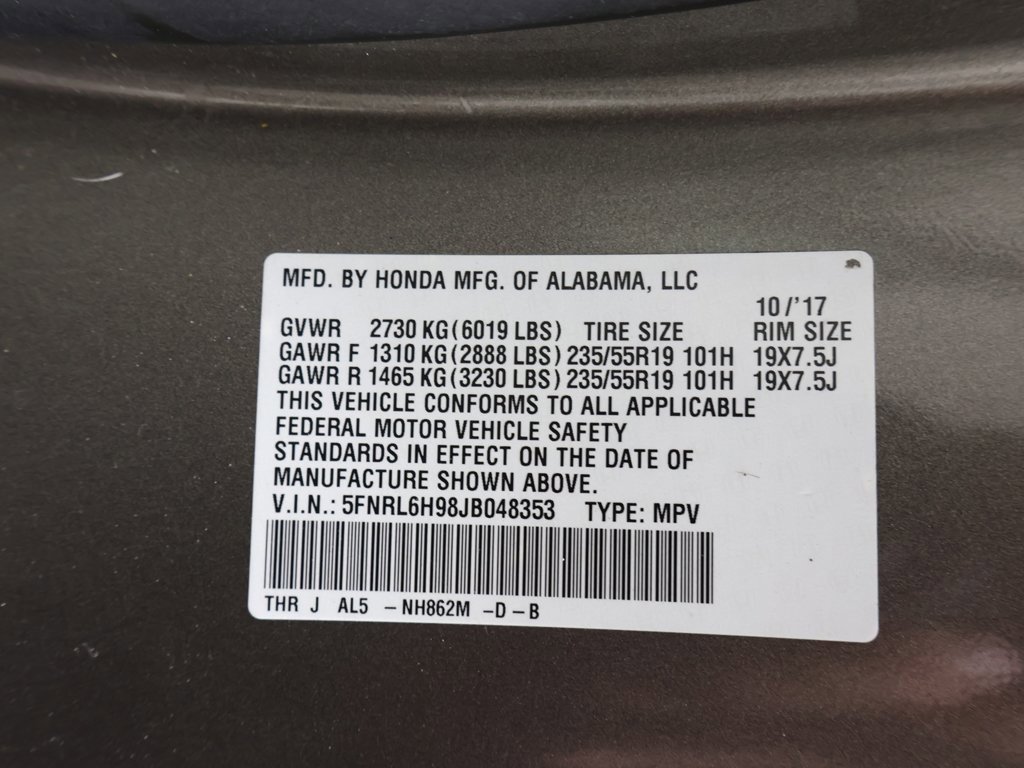 MFD. BY HONDA MFG. OF ALABAMA, LLC
10/'17
GVWR 2730 KG(6019 LBS) TIRE SIZE RIM SIZE
GAWR F 1310 KG(2888 LBS) 235/55R19 101H 19X7.5J
GAWR R 1465 KG(3230 LBS) 235/55R19 101H 19X7.5J
THIS VEHICLE CONFORMS TO ALL APPLICABLE
FEDERAL MOTOR VEHICLE SAFETY
STANDARDS IN EFFECT ON THE DATE OF
MANUFACTURE SHOWN ABOVE.
V.I.N.: 5FNRL6H98JB048353 TYPE: MPV
THR J AL5 -NH862M -D-B